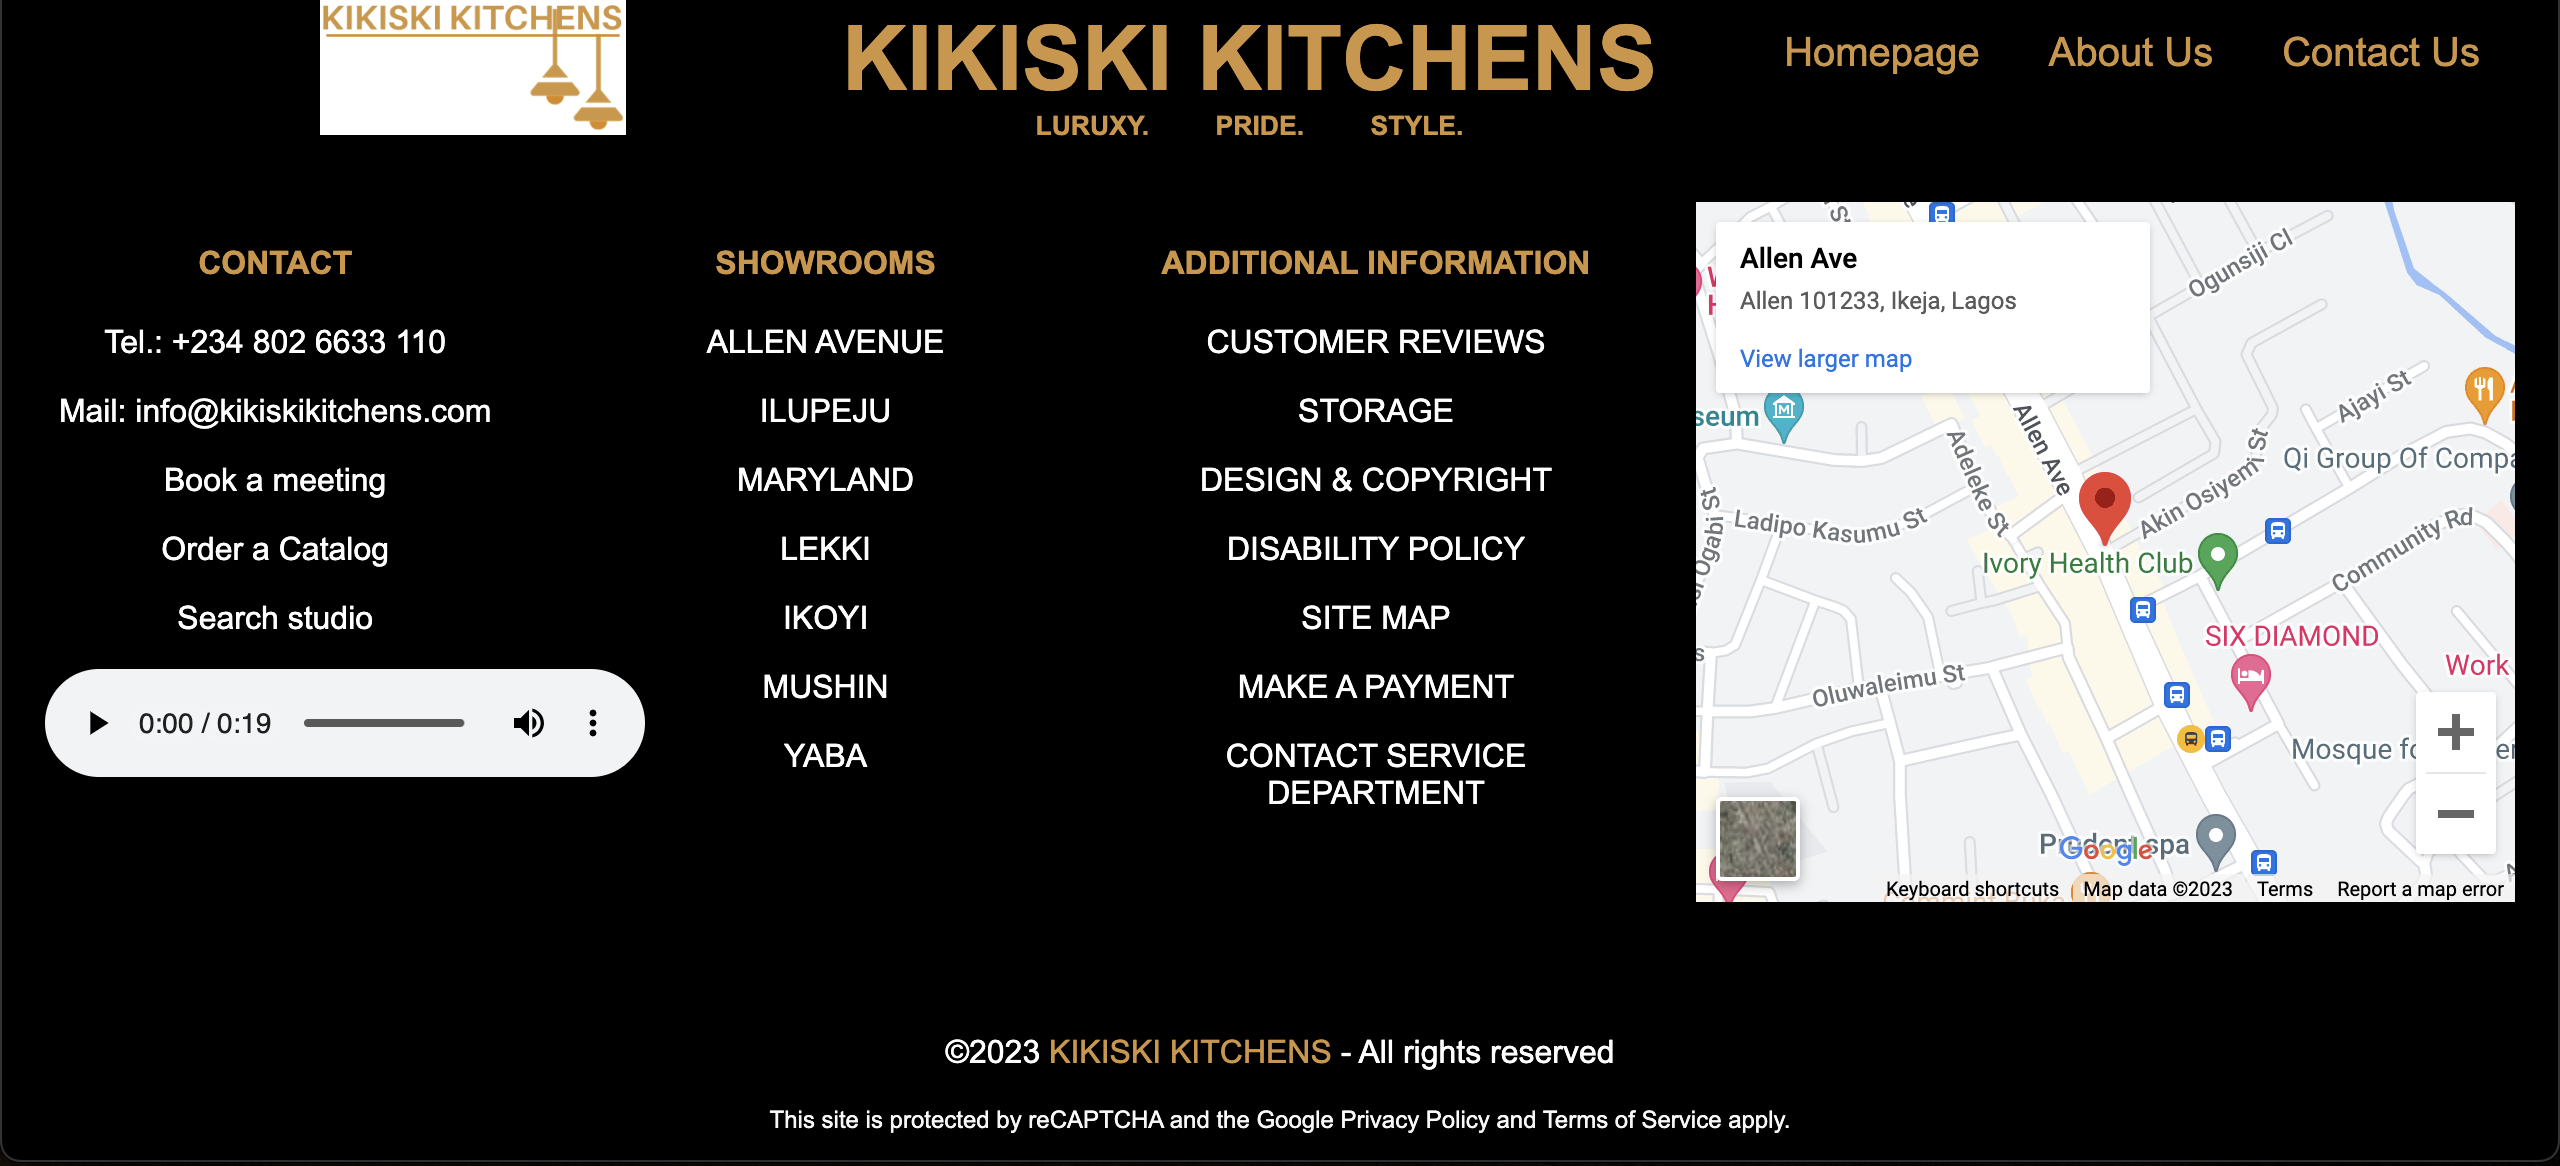 KIKISKI KITCHENS
KIKISKI KITCHENS
LURUXY. PRIDE. STYLE.
Homepage About Us Contact Us
CONTACT
Tel.: +234 802 6633 110
Mail: info@kikiskikitchens.com
Book a meeting
Order a Catalog
Search studio
0:00 / 0:19
SHOWROOMS
ALLEN AVENUE
ILUPEJU
MARYLAND
LEKKI
IKOYI
MUSHIN
YABA
ADDITIONAL INFORMATION
CUSTOMER REVIEWS
STORAGE
DESIGN & COPYRIGHT
DISABILITY POLICY
SITE MAP
MAKE A PAYMENT
CONTACT SERVICE
DEPARTMENT
Allen Ave
Allen 101233, Ikeja, Lagos
View larger map
Ogunsiji Cl
Ajayi St
seum
Allen Ave
Adeleke St
Akin Osiyemi St
Qi Group Of Compa
Ladipo Kasumu St
Ogabi St
Community Rd
Ivory Health Club
SIX DIAMOND
Work
Oluwaleimu St
Mosque fo
Prudent spa
Google
Keyboard shortcuts Map data ©2023 Terms Report a map error
©2023 KIKISKI KITCHENS - All rights reserved
This site is protected by reCAPTCHA and the Google Privacy Policy and Terms of Service apply.